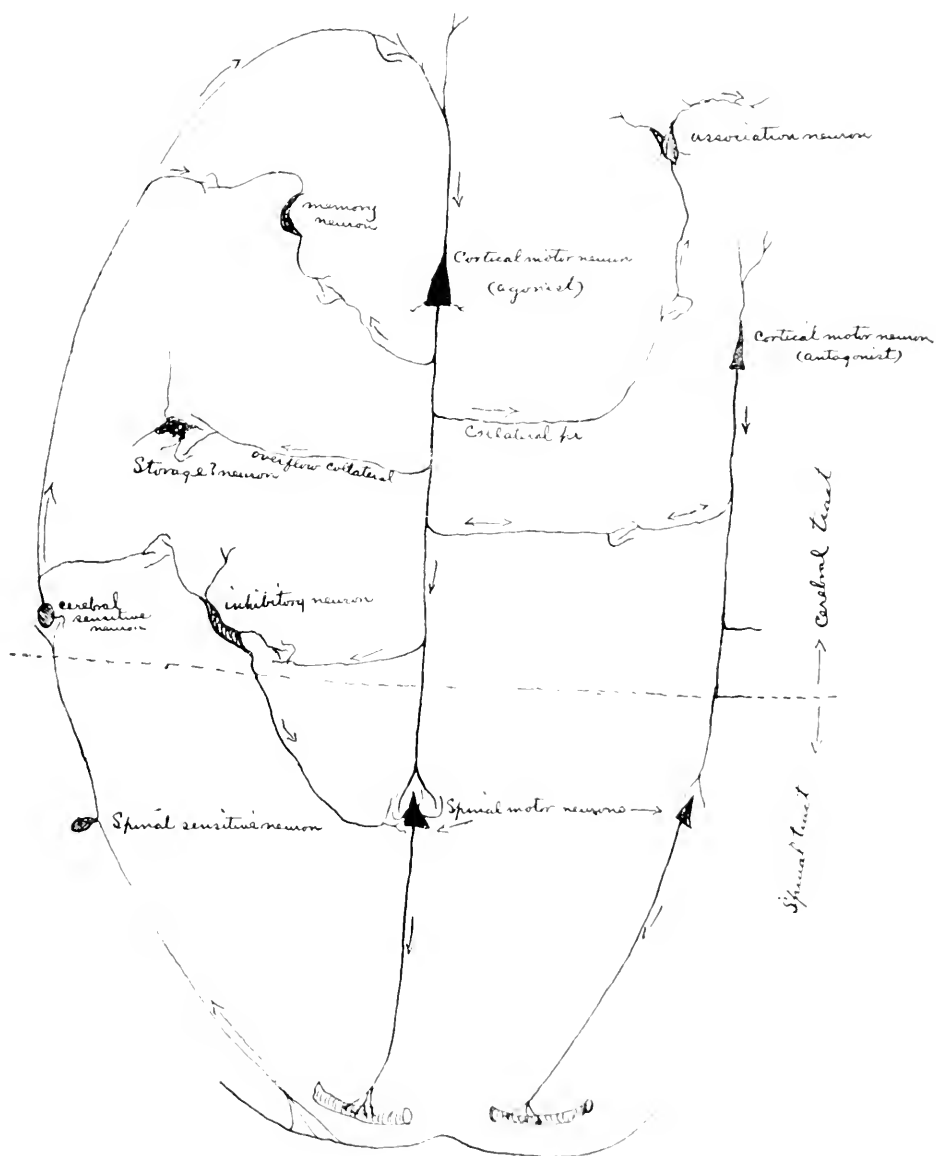 association neuron
memory
neuron
Cortical motor neuron
(agonist)
Cortical motor neuron
(antagonist)
Collateral pr
overflow collateral
Storage? neuron
cerebral
sensitive
neuron
inhibitory neuron
Cerebral tract
Spinal motor neurons
Spinal sensitive neuron
Spinal tract